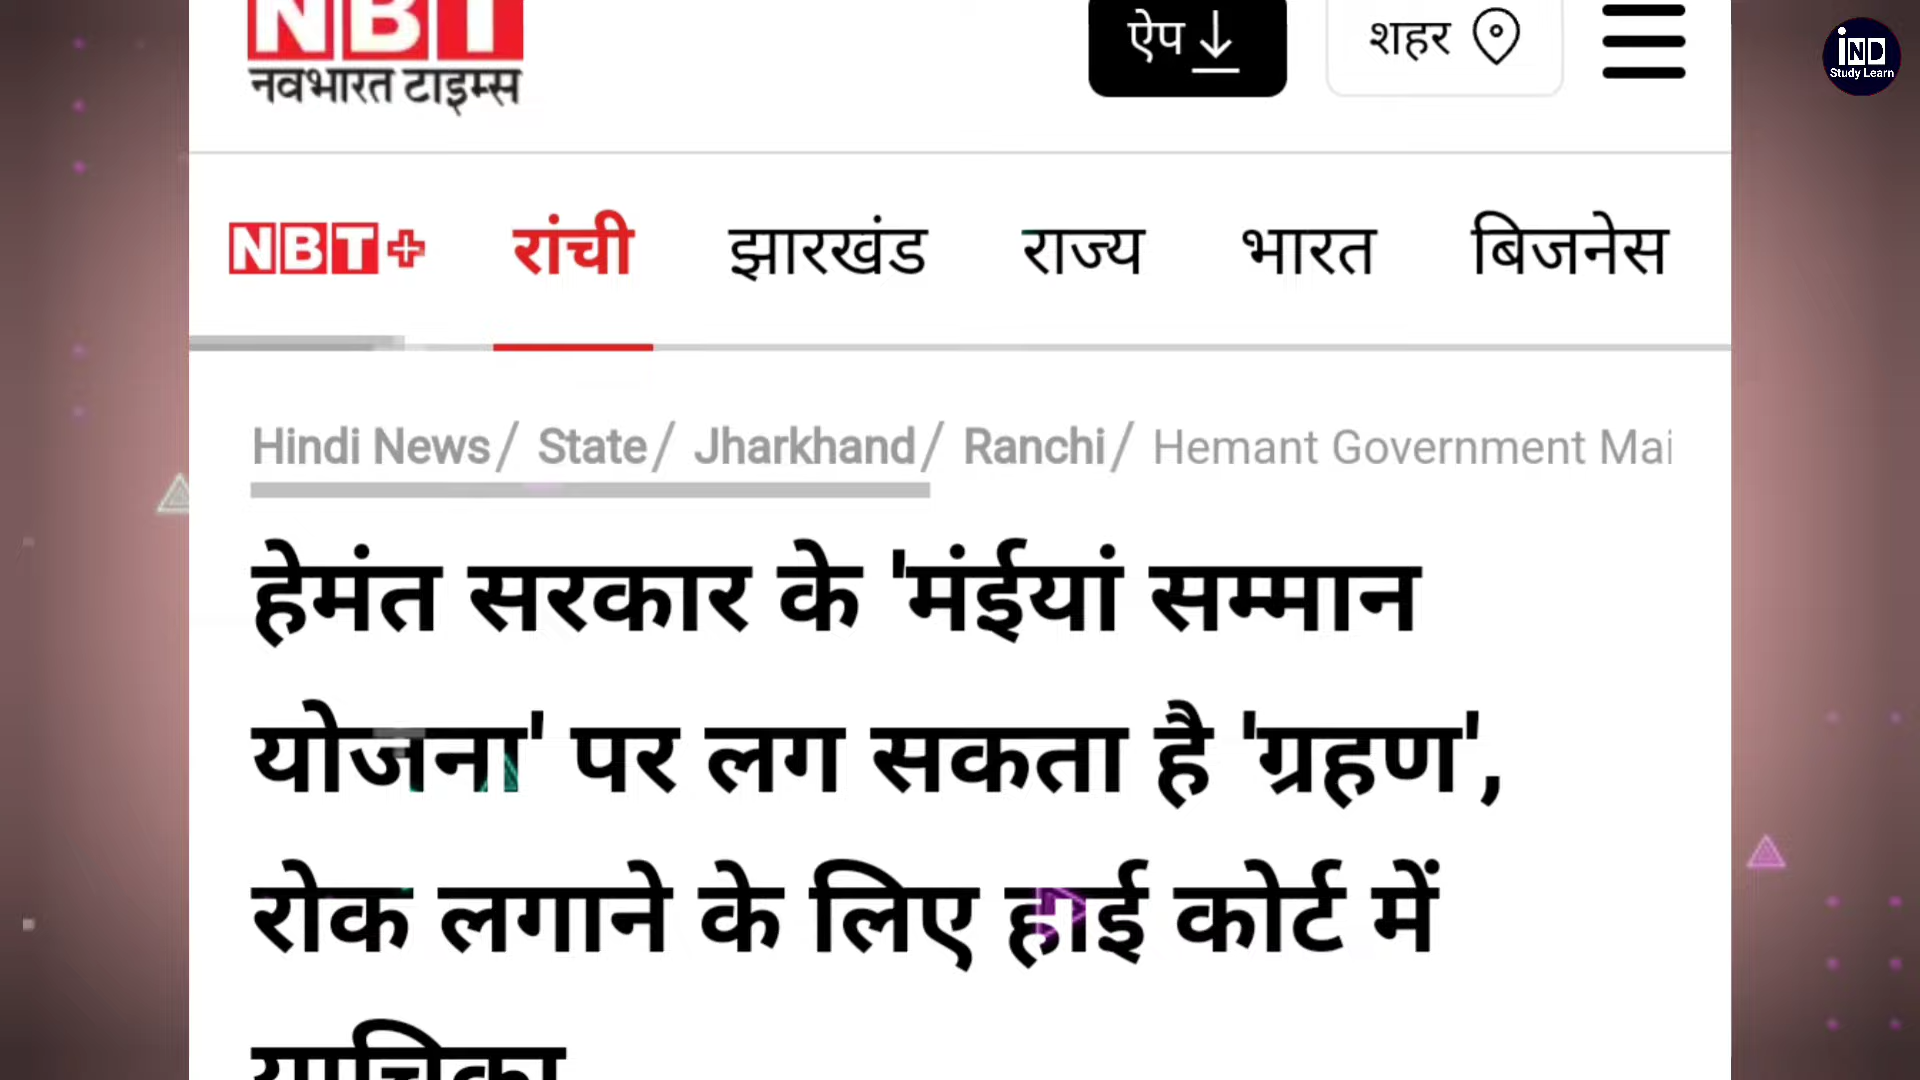 NBT
नवभारत टाइम्स
ऐप
शहर
iND
Study Learn
NBT+ रांची झारखंड राज्य भारत बिजनेस
Hindi News/ State/ Jharkhand/ Ranchi/ Hemant Government Mai
हेमंत सरकार के 'मंईयां सम्मान
योजना' पर लग सकता है 'ग्रहण',
रोक लगाने के लिए हाई कोर्ट में
याचिका